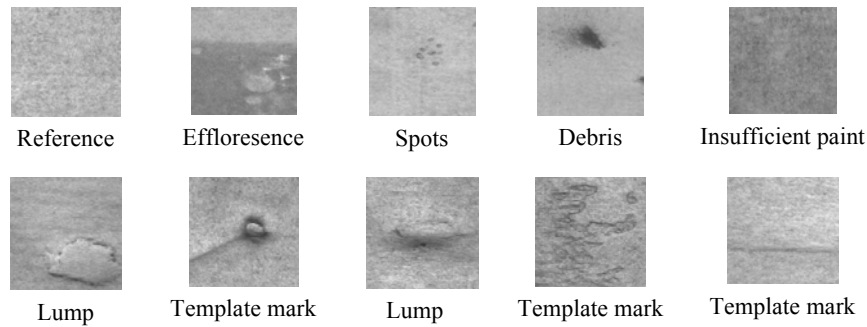 Reference
Effloresence
Spots
Debris
Insufficient paint
Lump
Template mark
Lump
Template mark
Template mark